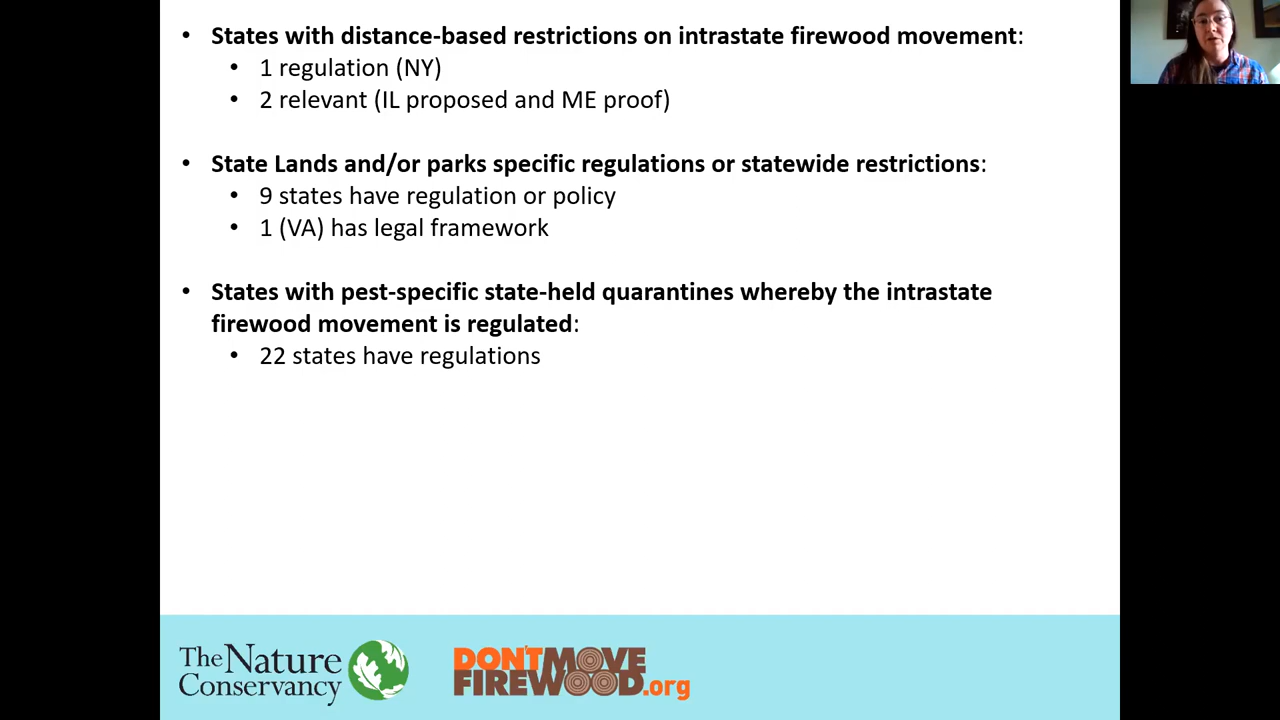 • States with distance-based restrictions on intrastate firewood movement:
• 1 regulation (NY)
• 2 relevant (IL proposed and ME proof)
• State Lands and/or parks specific regulations or statewide restrictions:
• 9 states have regulation or policy
• 1 (VA) has legal framework
• States with pest-specific state-held quarantines whereby the intrastate
firewood movement is regulated:
• 22 states have regulations
The Nature
Conservancy
DON'T MOVE
FIREWOOD.org